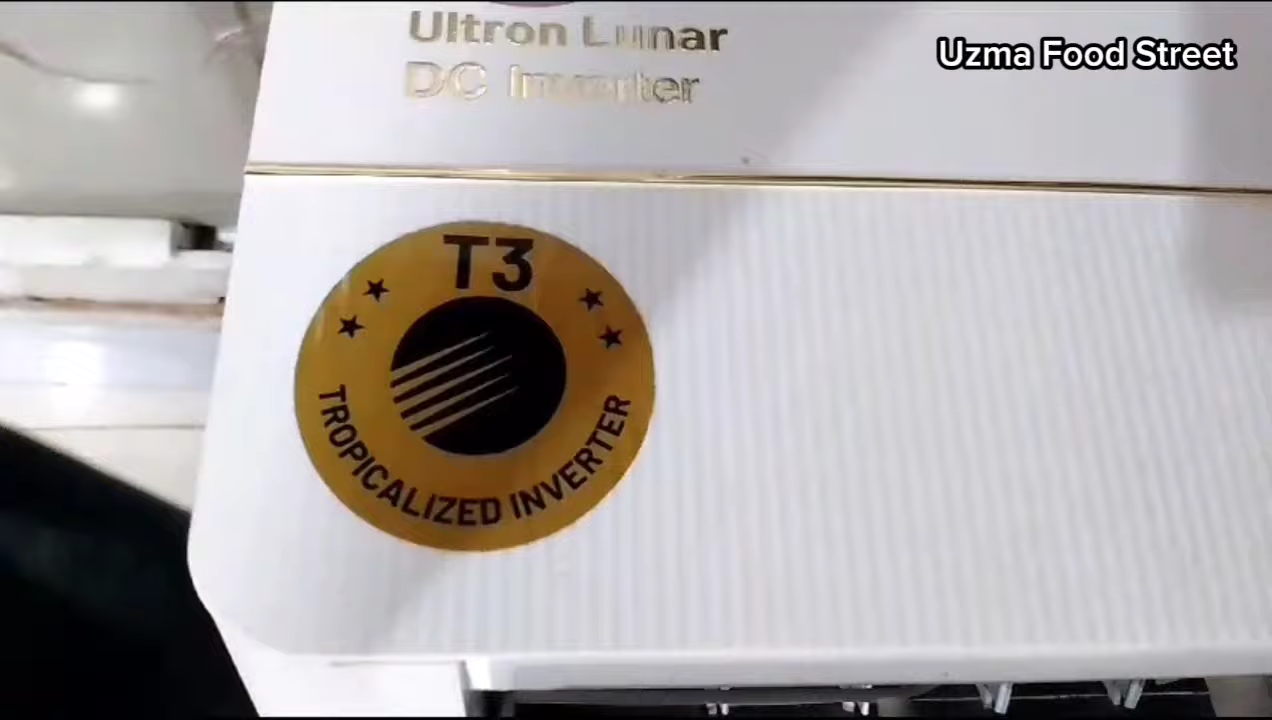 Ultron Lunar
DC Inverter
Uzma Food Street
T3
TROPICALIZED INVERTER